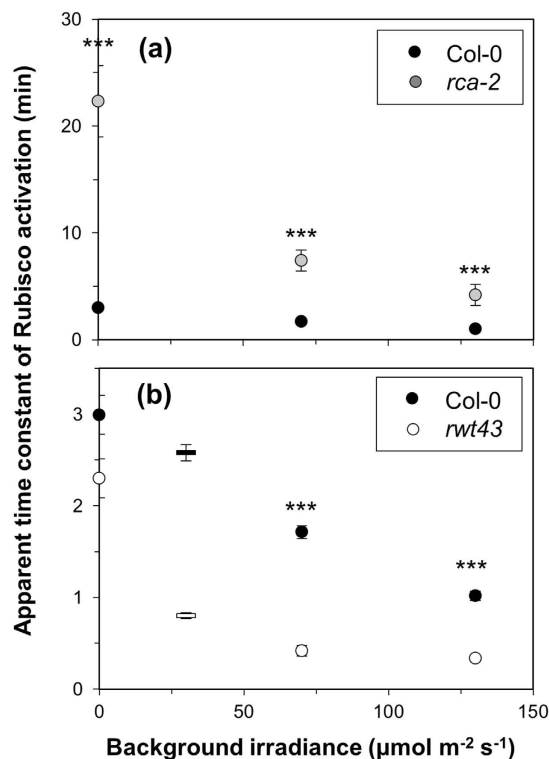 Apparent time constant of Rubisco activation (min)
30
20
10
0
***
(a)
Col-0
rca-2
***
***
3
2
1
0
(b)
Col-0
rwt43
***
***
0
50
100
150
Background irradiance (µmol m⁻² s⁻¹)